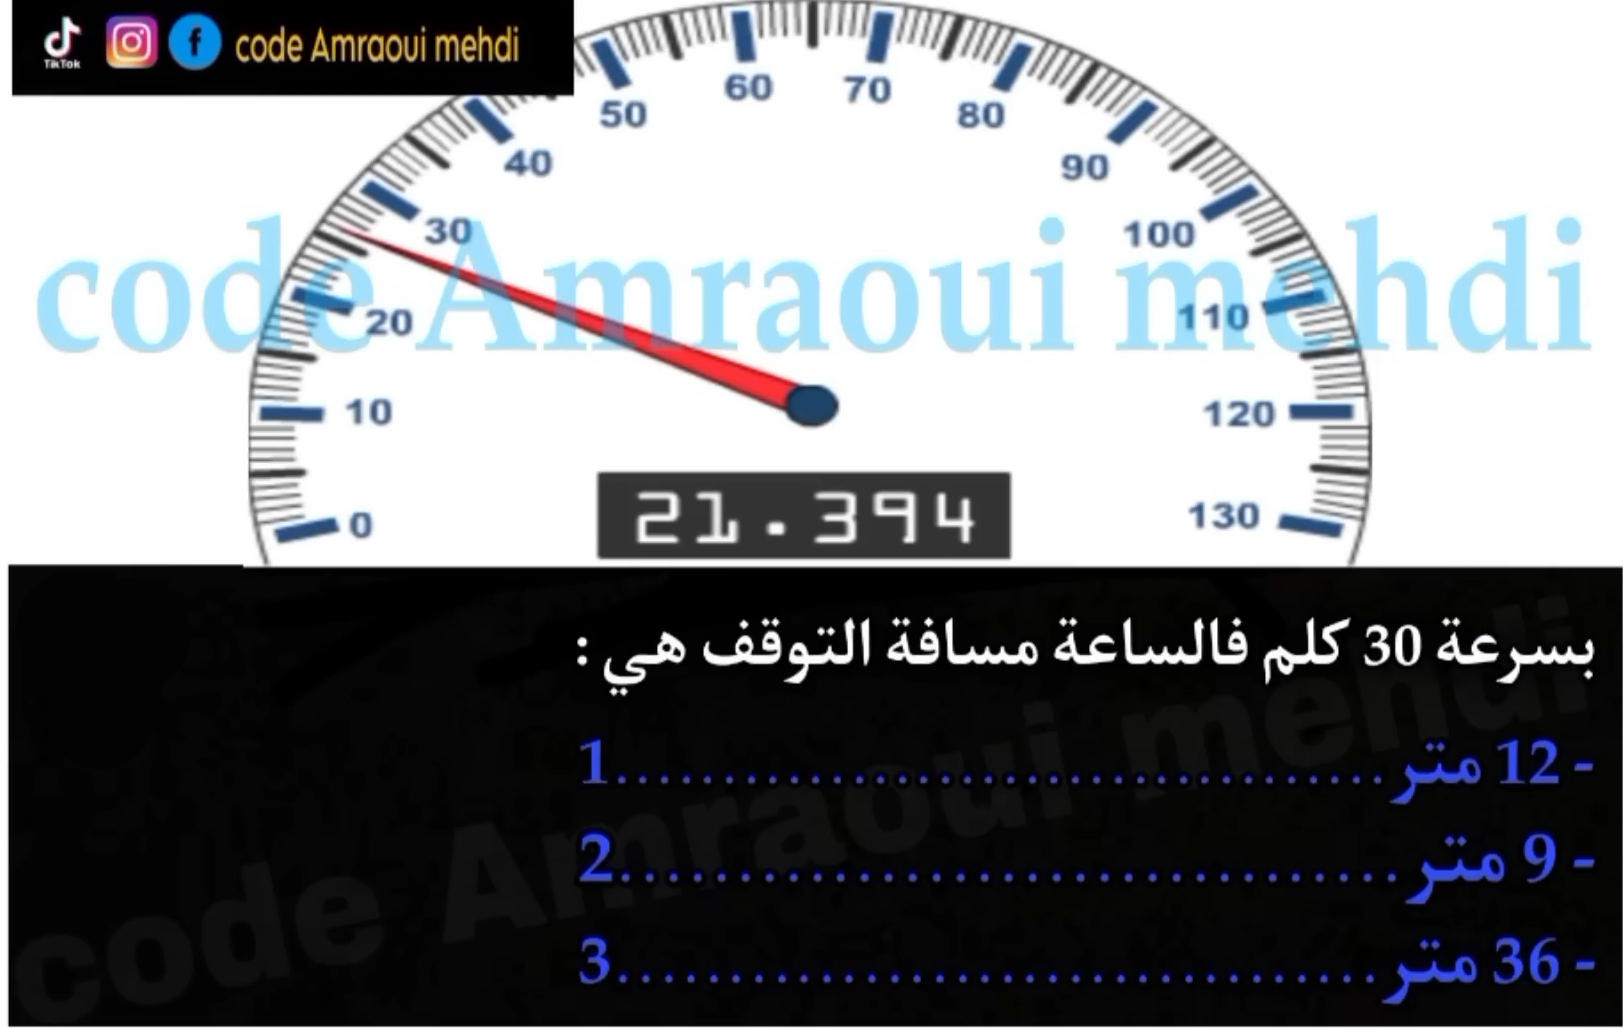 TikTok code Amraoui mehdi
0
10
20
30
40
50
60
70
80
90
100
110
120
130
code Amraoui mehdi
21.394
بسرعة 30 كلم فالساعة مسافة التوقف هي :
- 12 متر..................................1
- 9 متر..................................2
- 36 متر..................................3
code Amraoui mehdi